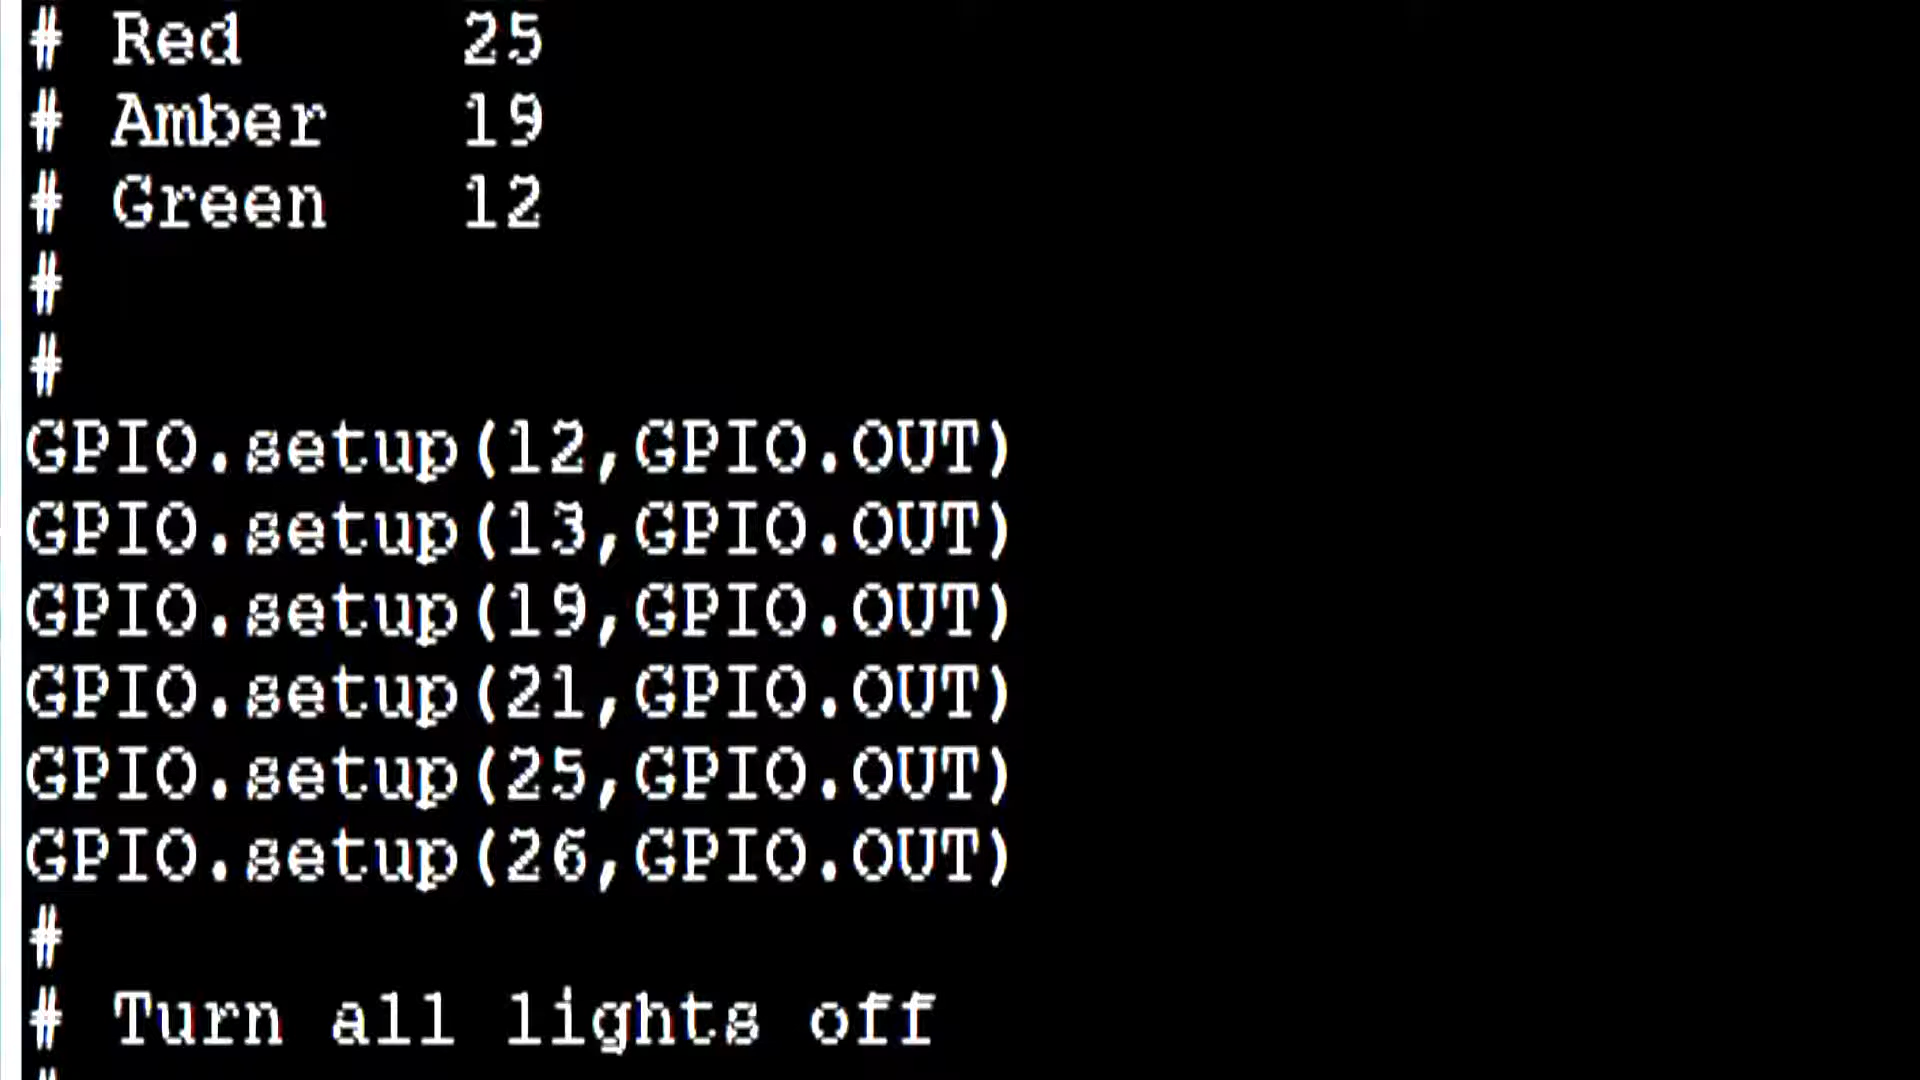 # Red     25
# Amber   19
# Green   12
#
#
GPIO.setup(12,GPIO.OUT)
GPIO.setup(13,GPIO.OUT)
GPIO.setup(19,GPIO.OUT)
GPIO.setup(21,GPIO.OUT)
GPIO.setup(25,GPIO.OUT)
GPIO.setup(26,GPIO.OUT)
#
# Turn all lights off
#